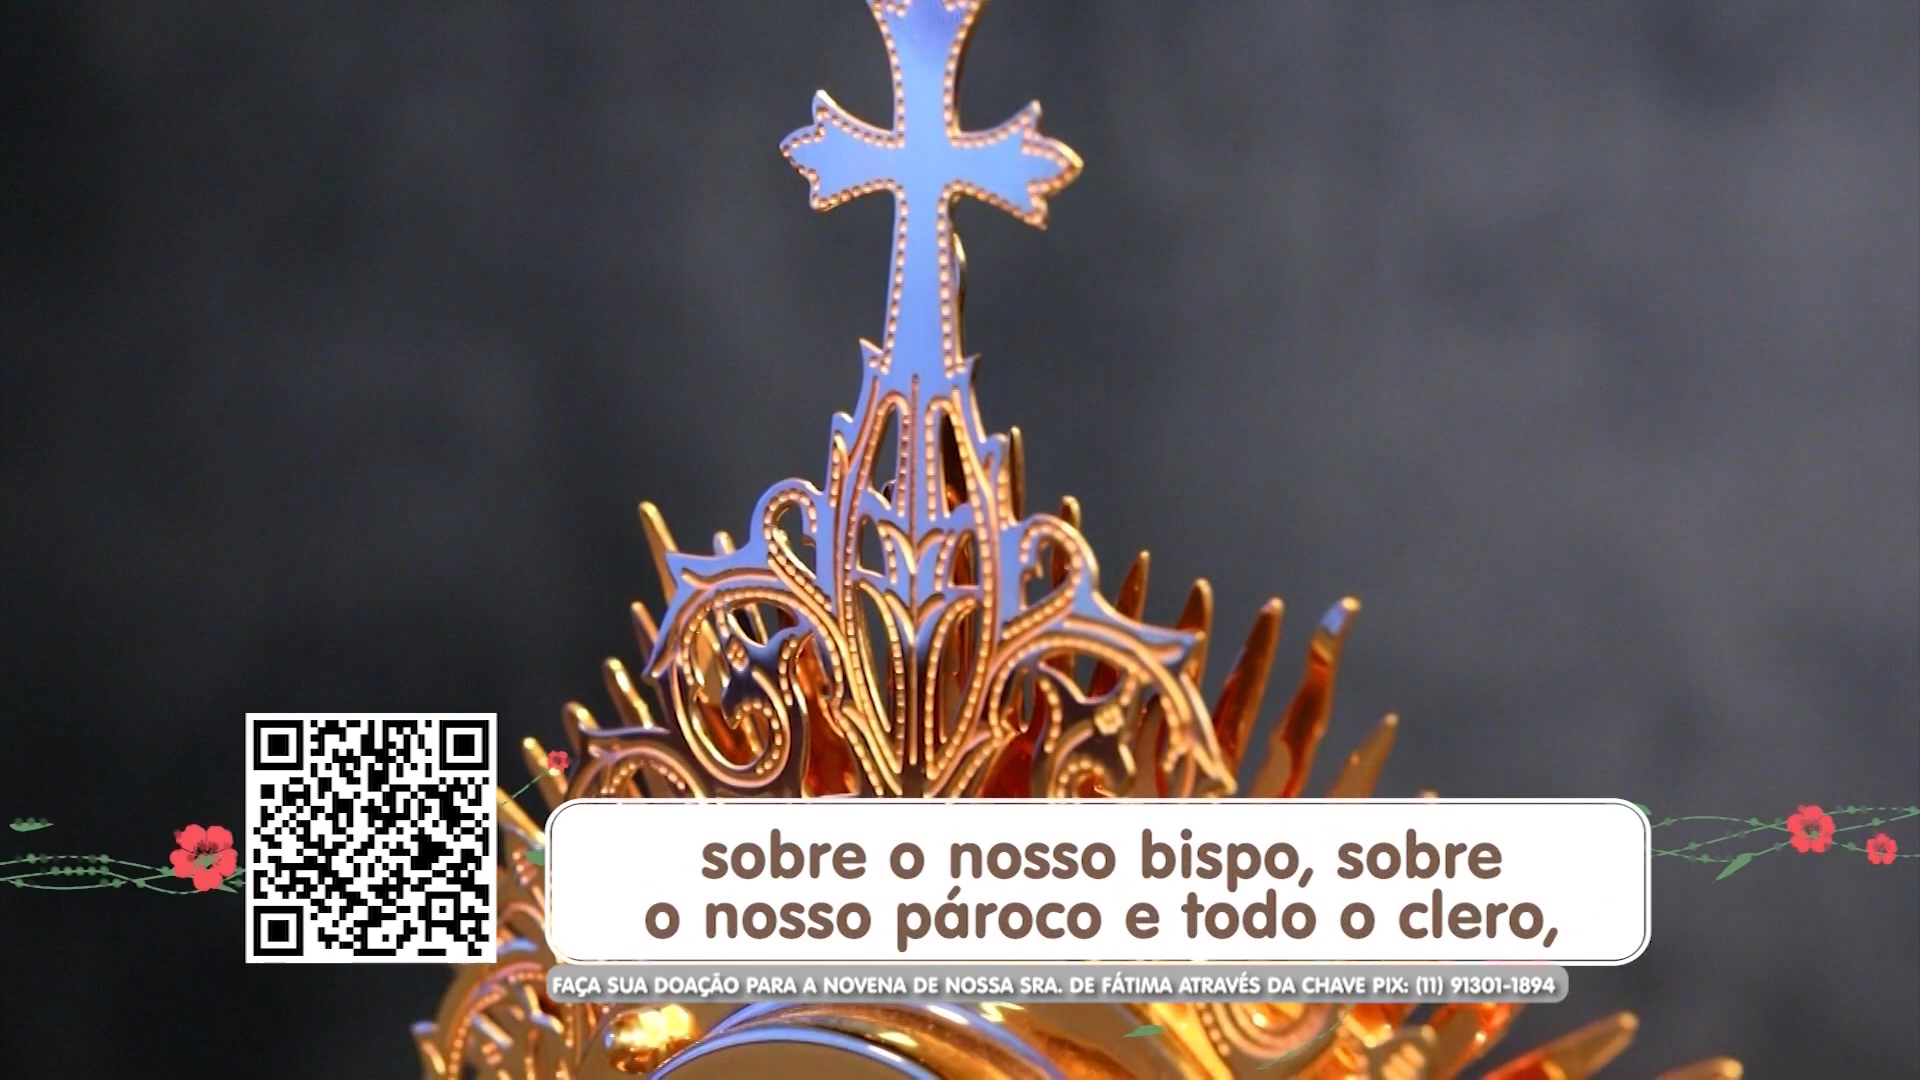 sobre o nosso bispo, sobre
o nosso pároco e todo o clero,
FAÇA SUA DOAÇÃO PARA A NOVENA DE NOSSA SRA. DE FÁTIMA ATRAVÉS DA CHAVE PIX: (11) 91301-1894